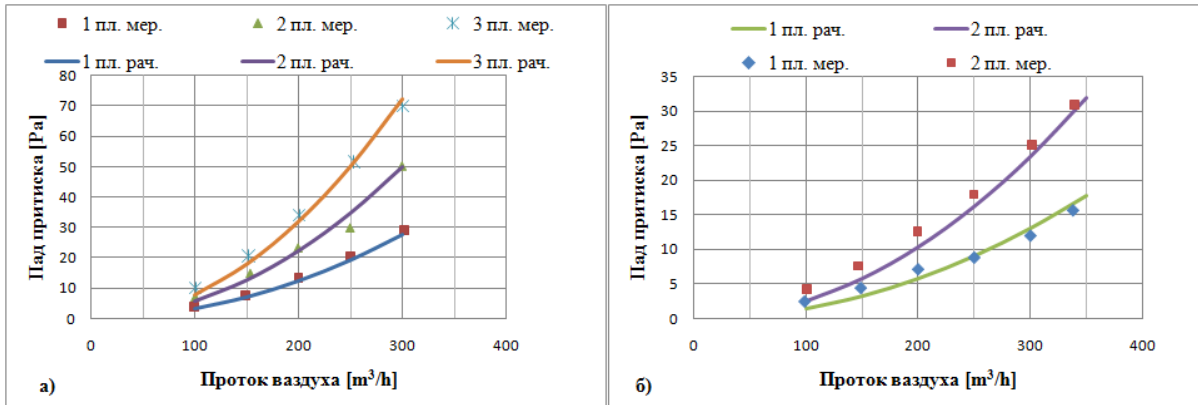 1 пл. мер. 2 пл. мер. 3 пл. мер.
1 пл. рач. 2 пл. рач. 3 пл. рач.
80
70
60
50
40
30
20
10
0
Пад притиска [Pa]
0 100 200 300 400
Проток ваздуха [m³/h]
а)
1 пл. рач. 2 пл. рач.
1 пл. мер. 2 пл. мер.
35
30
25
20
15
10
5
0
Пад притиска [Pa]
0 100 200 300 400
Проток ваздуха [m³/h]
б)